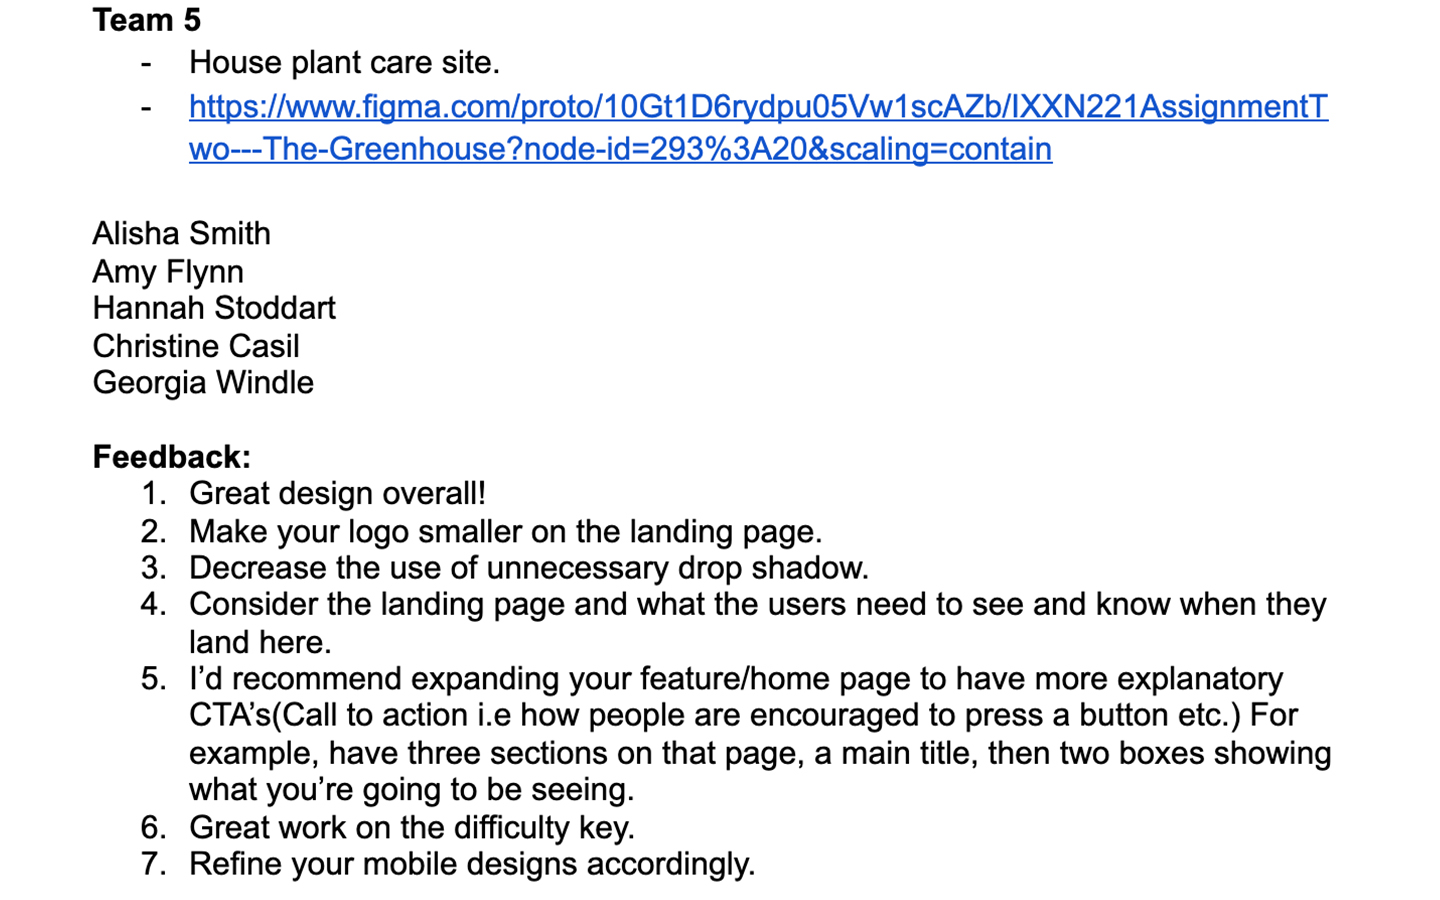 Team 5
- House plant care site.
- https://www.figma.com/proto/10Gt1D6rydpu05Vw1scAZb/IXXN221AssignmentT
wo---The-Greenhouse?node-id=293%3A20&scaling=contain
Alisha Smith
Amy Flynn
Hannah Stoddart
Christine Casil
Georgia Windle
Feedback:
1. Great design overall!
2. Make your logo smaller on the landing page.
3. Decrease the use of unnecessary drop shadow.
4. Consider the landing page and what the users need to see and know when they
land here.
5. I’d recommend expanding your feature/home page to have more explanatory
CTA’s(Call to action i.e how people are encouraged to press a button etc.) For
example, have three sections on that page, a main title, then two boxes showing
what you’re going to be seeing.
6. Great work on the difficulty key.
7. Refine your mobile designs accordingly.